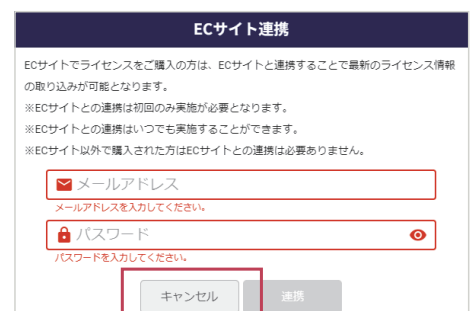 ECサイト連携
ECサイトでライセンスをご購入の方は、ECサイトと連携することで最新のライセンス情報
の取り込みが可能となります。
※ECサイトとの連携は初回のみ実施が必要となります。
※ECサイトとの連携はいつでも実施することができます。
※ECサイト以外で購入された方はECサイトとの連携は必要ありません。
メールアドレス
メールアドレスを入力してください。
パスワード
パスワードを入力してください。
キャンセル 連携